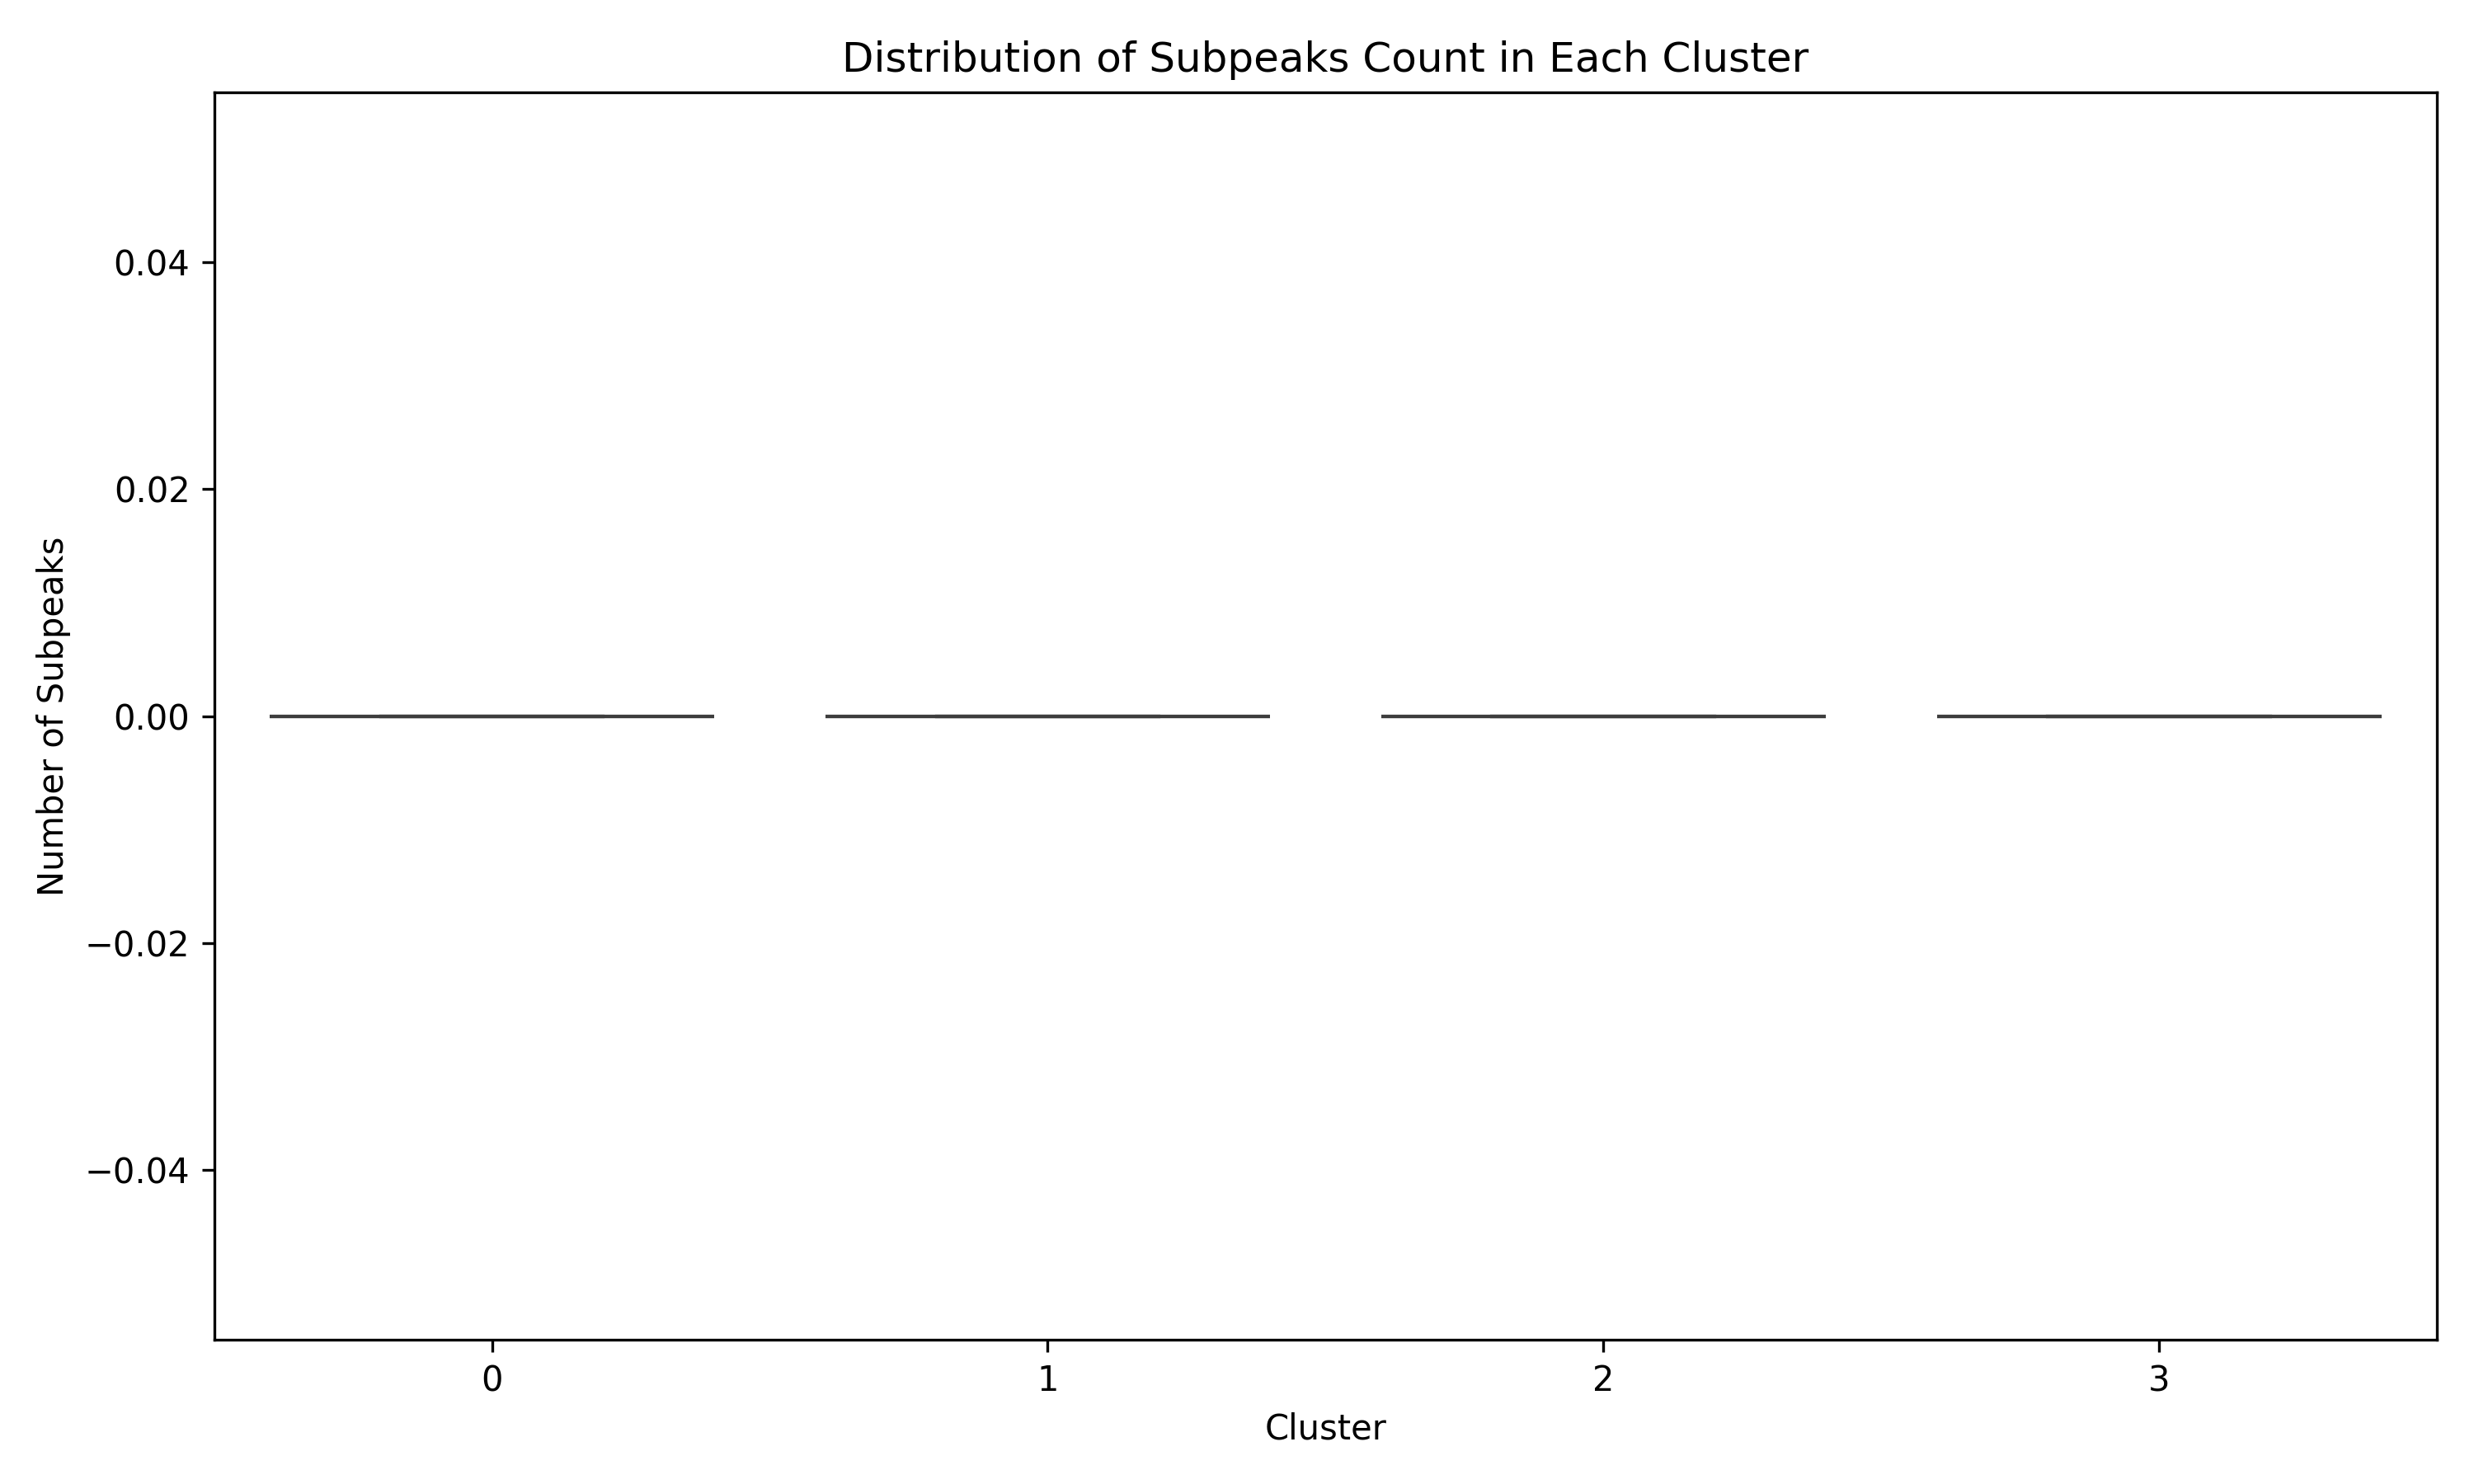 Distribution of Subpeaks Count in Each Cluster
Number of Subpeaks
0.04
0.02
0.00
−0.02
−0.04
0 1 2 3
Cluster